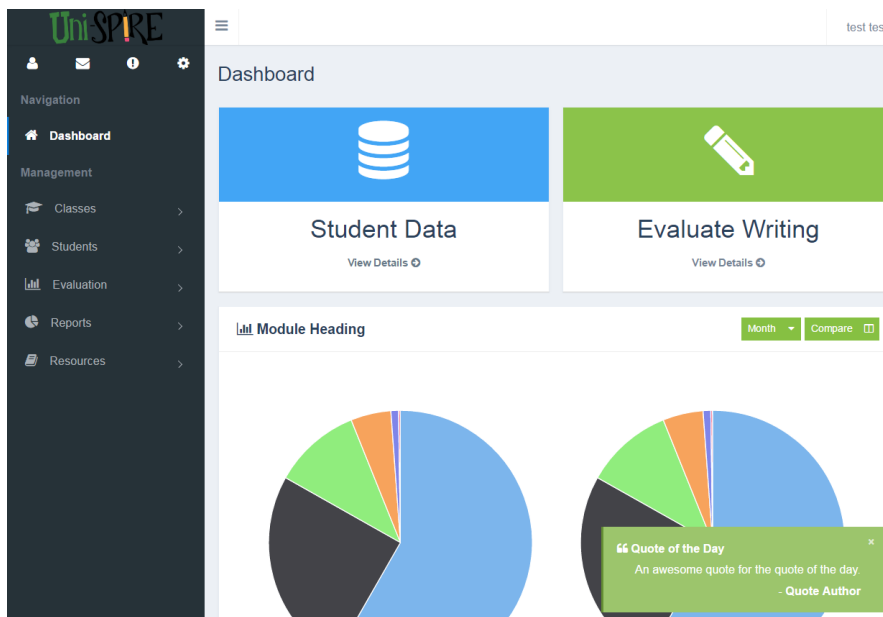 Uni-SPIRE
test tes
Navigation
Dashboard
Management
Classes
Students
Evaluation
Reports
Resources
Dashboard
Student Data
View Details
Evaluate Writing
View Details
Module Heading
Month
Compare
Quote of the Day
×
An awesome quote for the quote of the day.
- Quote Author